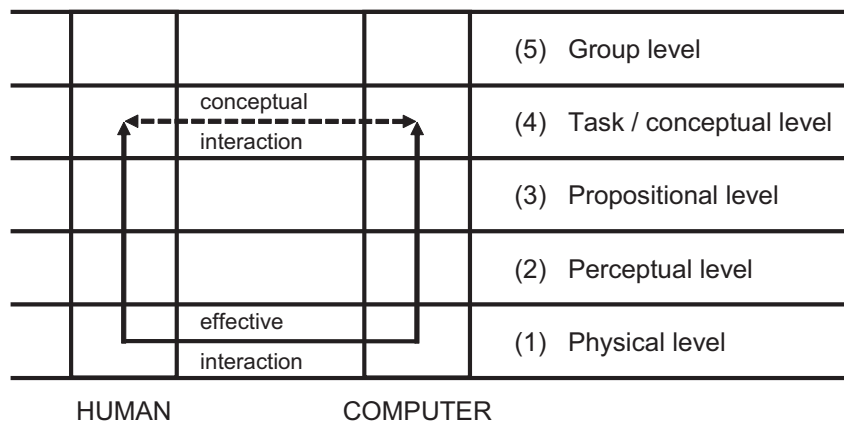 (5) Group level
conceptual
(4) Task / conceptual level
interaction
(3) Propositional level
(2) Perceptual level
effective
(1) Physical level
interaction
HUMAN COMPUTER